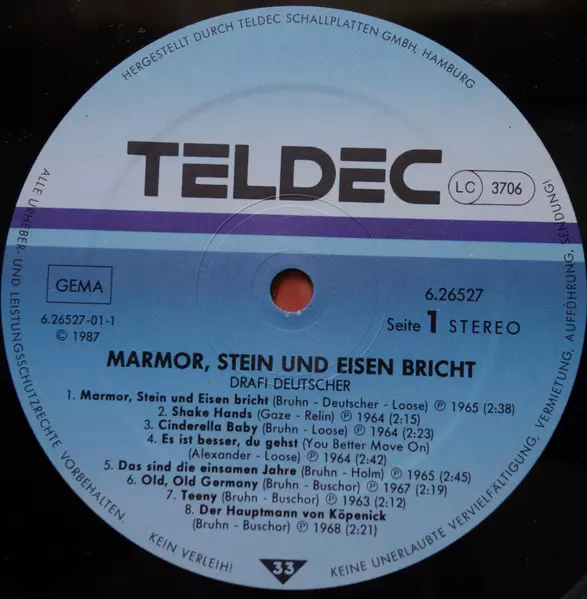 HERGESTELLT DURCH TELDEC SCHALLPLATTEN GMBH, HAMBURG
TELDEC
LC 3706
GEMA
6.26527-01-1
© 1987
6.26527
Seite 1 STEREO
MARMOR, STEIN UND EISEN BRICHT
DRAFI DEUTSCHER
1. Marmor, Stein und Eisen bricht (Bruhn - Deutscher - Loose) ℗ 1965 (2:38)
2. Shake Hands (Gaze - Relin) ℗ 1964 (2:15)
3. Cinderella Baby (Bruhn - Loose) ℗ 1964 (2:23)
4. Es ist besser, du gehst (You Better Move On)
(Alexander - Loose) ℗ 1964 (2:42)
5. Das sind die einsamen Jahre (Bruhn - Holm) ℗ 1965 (2:45)
6. Old, Old Germany (Bruhn - Buschor) ℗ 1967 (2:19)
7. Teeny (Bruhn - Buschor) ℗ 1963 (2:12)
8. Der Hauptmann von Köpenick
(Bruhn - Buschor) ℗ 1968 (2:21)
33
ALLE URHEBER- UND LEISTUNGSSCHUTZRECHTE VORBEHALTEN.
KEIN VERLEIH! KEINE UNERLAUBTE VERVIELFÄLTIGUNG, VERMIETUNG, AUFFÜHRUNG, SENDUNG!